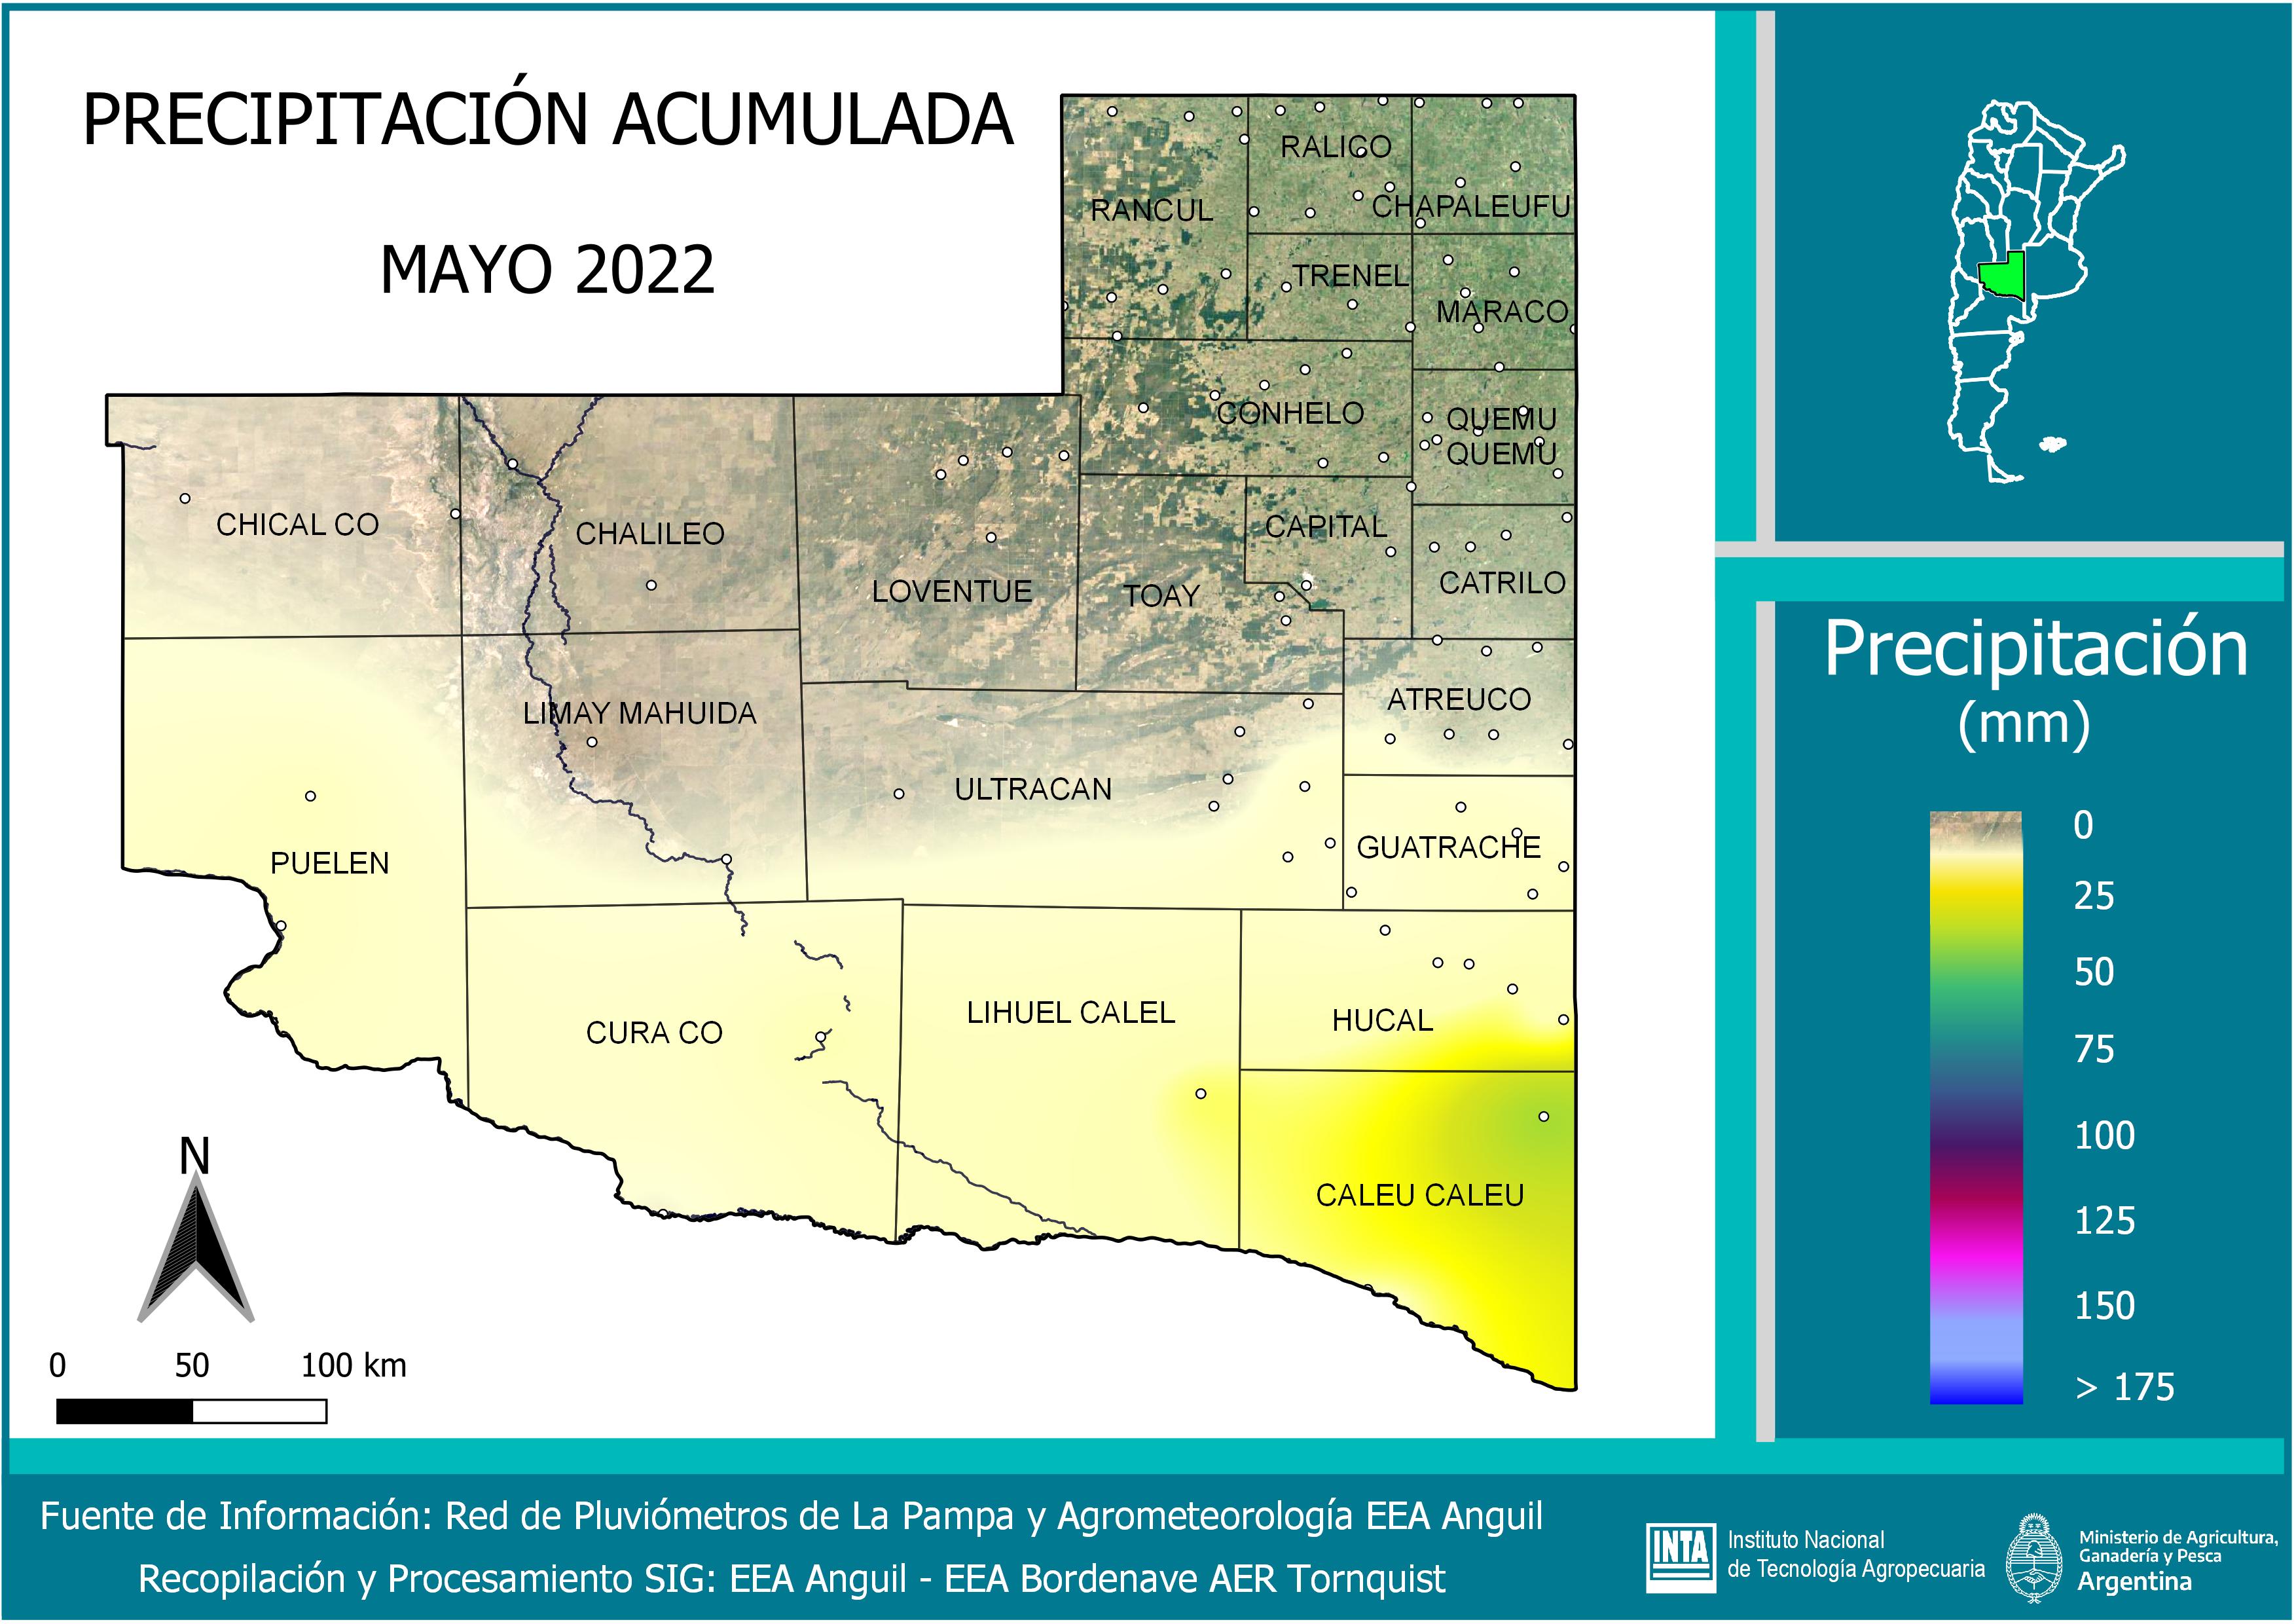 PRECIPITACIÓN ACUMULADA
MAYO 2022
RALICO
RANCUL
CHAPALEUFU
TRENEL
MARACO
CONHELO
QUEMU
QUEMU
CHICAL CO
CHALILEO
CAPITAL
LOVENTUE
TOAY
CATRILO
LIMAY MAHUIDA
ATREUCO
ULTRACAN
PUELEN
GUATRACHE
CURA CO
LIHUEL CALEL
HUCAL
CALEU CALEU
N
0 50 100 km
Precipitación
(mm)
0
25
50
75
100
125
150
> 175
Fuente de Información: Red de Pluviómetros de La Pampa y Agrometeorología EEA Anguil
Recopilación y Procesamiento SIG: EEA Anguil - EEA Bordenave AER Tornquist
INTA
Instituto Nacional
de Tecnología Agropecuaria
Ministerio de Agricultura,
Ganadería y Pesca
Argentina